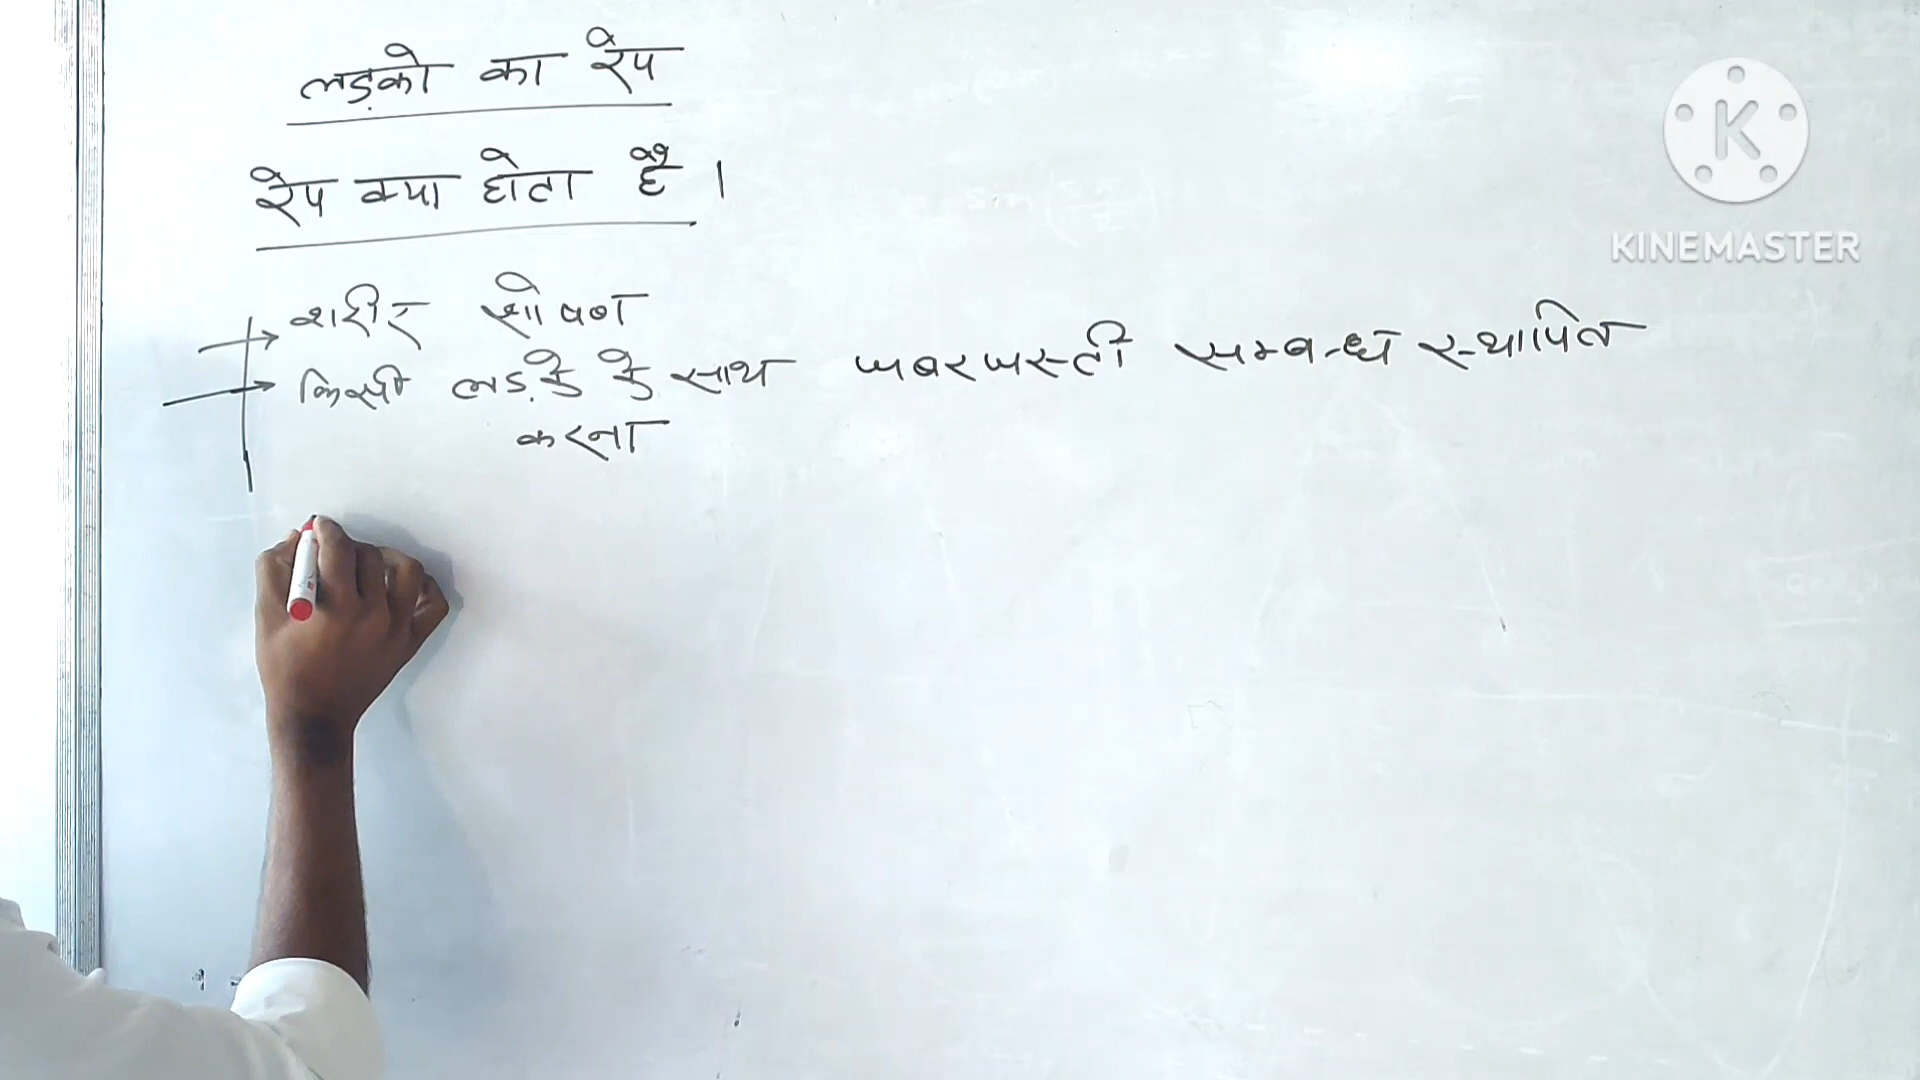 लड़को का रेप
रेप क्या होता है ।
शरीर शोषण
किसी लड़के के साथ जबरजस्ती सम्बन्ध स्थापित
करना
K
KINEMASTER